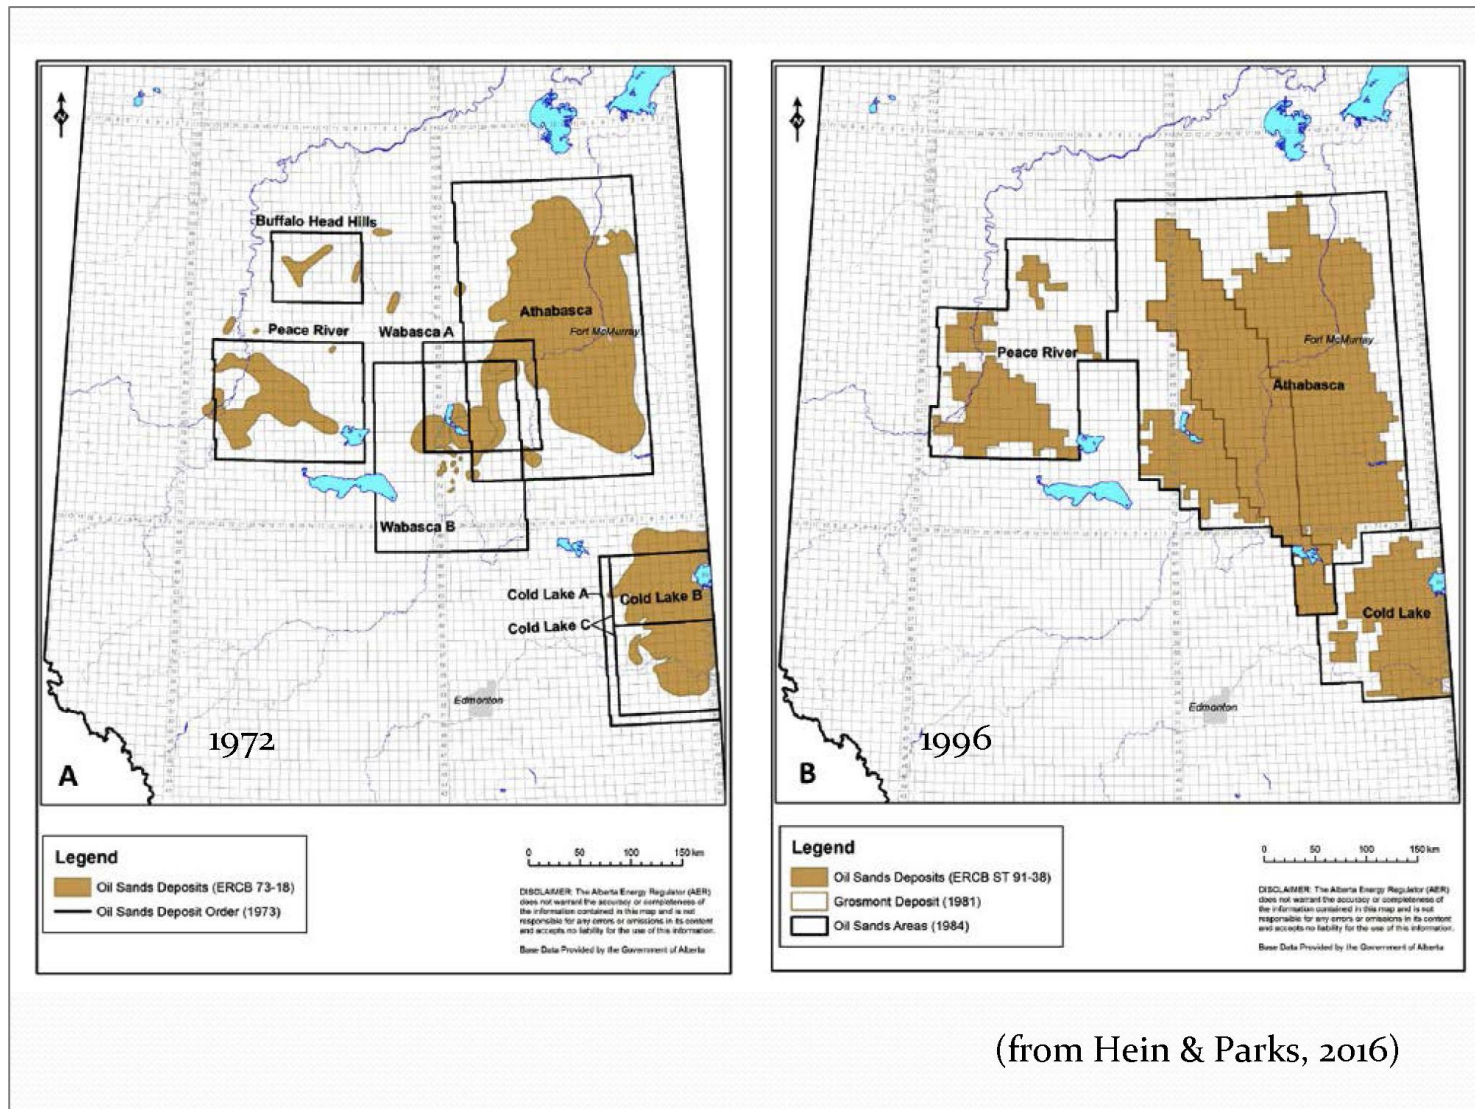 N
Buffalo Head Hills
Peace River
Wabasca A
Athabasca
Fort McMurray
Wabasca B
Cold Lake A
Cold Lake B
Cold Lake C
Edmonton
1972
A
Legend
Oil Sands Deposits (ERCB 73-18)
Oil Sands Deposit Order (1973)
0 50 100 150 km
DISCLAIMER: The Alberta Energy Regulator (AER)
does not warrant the accuracy or completeness of
the information contained in this map and is not
responsible for any errors or omissions in its content
and accepts no liability for the use of this information.
Base Data Provided by the Government of Alberta
N
Peace River
Fort McMurray
Athabasca
Cold Lake
Edmonton
1996
B
Legend
Oil Sands Deposits (ERCB ST 91-38)
Grosmont Deposit (1981)
Oil Sands Areas (1984)
0 50 100 150 km
DISCLAIMER: The Alberta Energy Regulator (AER)
does not warrant the accuracy or completeness of
the information contained in this map and is not
responsible for any errors or omissions in its content
and accepts no liability for the use of this information.
Base Data Provided by the Government of Alberta
(from Hein & Parks, 2016)